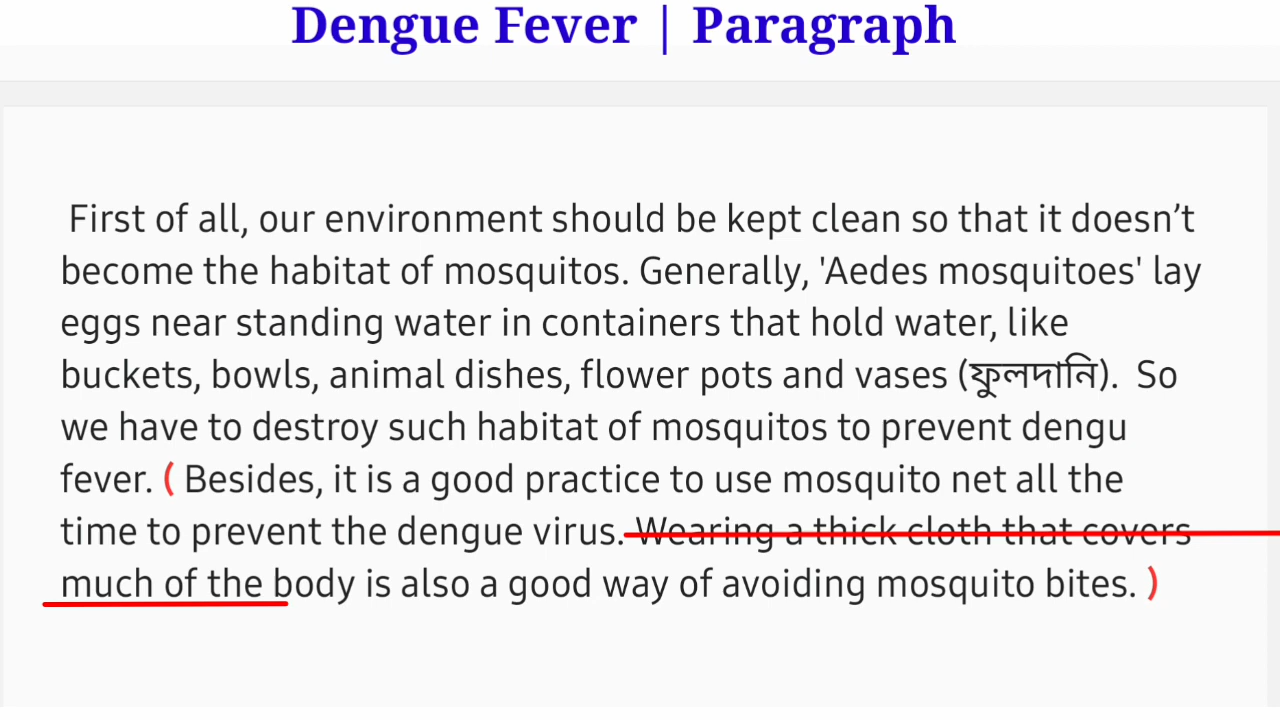 Dengue Fever | Paragraph
First of all, our environment should be kept clean so that it doesn’t
become the habitat of mosquitos. Generally, 'Aedes mosquitoes' lay
eggs near standing water in containers that hold water, like
buckets, bowls, animal dishes, flower pots and vases (ফুলদানি). So
we have to destroy such habitat of mosquitos to prevent dengu
fever. ( Besides, it is a good practice to use mosquito net all the
time to prevent the dengue virus. Wearing a thick cloth that covers
much of the body is also a good way of avoiding mosquito bites. )